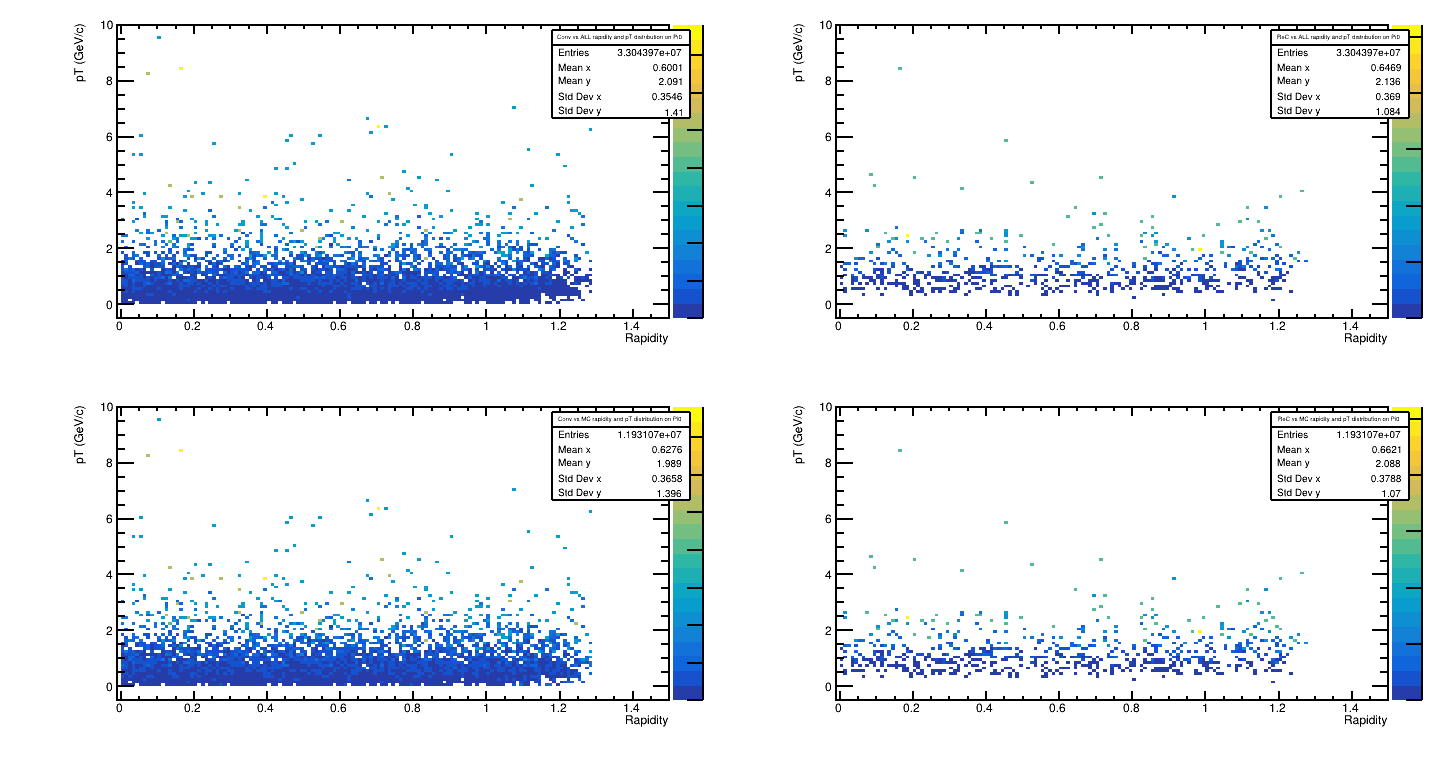 Conv vs ALL rapidity and pT distribution on Pi0
Entries 3.304397e+07
Mean x 0.6001
Mean y 2.091
Std Dev x 0.3546
Std Dev y 1.41
pT (GeV/c)
10
8
6
4
2
0
0 0.2 0.4 0.6 0.8 1 1.2 1.4
Rapidity
ReC vs ALL rapidity and pT distribution on Pi0
Entries 3.304397e+07
Mean x 0.6469
Mean y 2.136
Std Dev x 0.369
Std Dev y 1.084
pT (GeV/c)
10
8
6
4
2
0
0 0.2 0.4 0.6 0.8 1 1.2 1.4
Rapidity
Conv vs MC rapidity and pT distribution on Pi0
Entries 1.193107e+07
Mean x 0.6276
Mean y 1.989
Std Dev x 0.3658
Std Dev y 1.396
pT (GeV/c)
10
8
6
4
2
0
0 0.2 0.4 0.6 0.8 1 1.2 1.4
Rapidity
ReC vs MC rapidity and pT distribution on Pi0
Entries 1.193107e+07
Mean x 0.6621
Mean y 2.088
Std Dev x 0.3788
Std Dev y 1.07
pT (GeV/c)
10
8
6
4
2
0
0 0.2 0.4 0.6 0.8 1 1.2 1.4
Rapidity